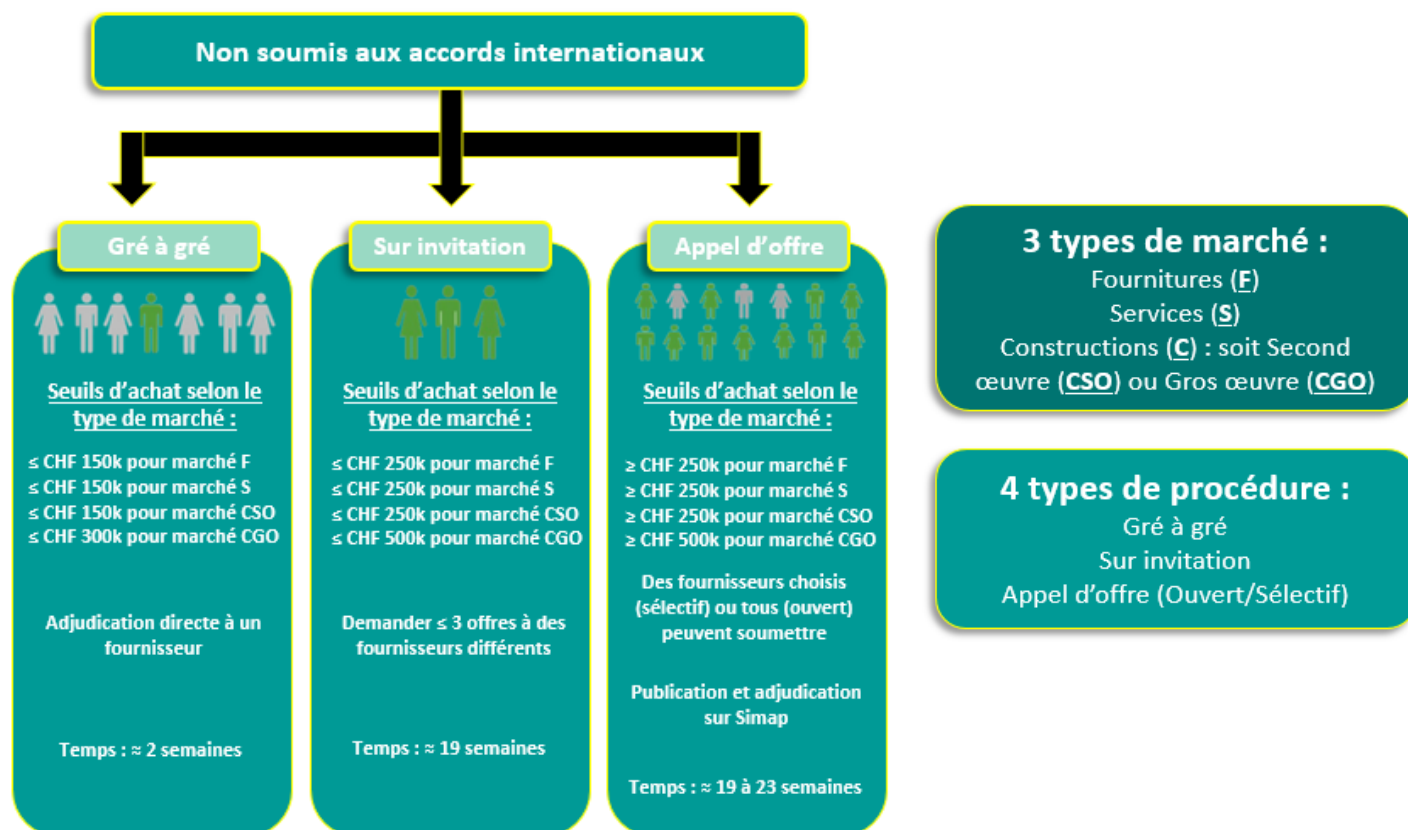 Non soumis aux accords internationaux
Gré à gré
Seuils d'achat selon le
type de marché :
≤ CHF 150k pour marché F
≤ CHF 150k pour marché S
≤ CHF 150k pour marché CSO
≤ CHF 300k pour marché CGO
Adjudication directe à un
fournisseur
Temps : ≈ 2 semaines
Sur invitation
Seuils d'achat selon le
type de marché :
≤ CHF 250k pour marché F
≤ CHF 250k pour marché S
≤ CHF 250k pour marché CSO
≤ CHF 500k pour marché CGO
Demander ≤ 3 offres à des
fournisseurs différents
Temps : ≈ 19 semaines
Appel d'offre
Seuils d'achat selon le
type de marché :
≥ CHF 250k pour marché F
≥ CHF 250k pour marché S
≥ CHF 250k pour marché CSO
≥ CHF 500k pour marché CGO
Des fournisseurs choisis
(sélectif) ou tous (ouvert)
peuvent soumettre
Publication et adjudication
sur Simap
Temps : ≈ 19 à 23 semaines
3 types de marché :
Fournitures (F)
Services (S)
Constructions (C) : soit Second
œuvre (CSO) ou Gros œuvre (CGO)
4 types de procédure :
Gré à gré
Sur invitation
Appel d'offre (Ouvert/Sélectif)